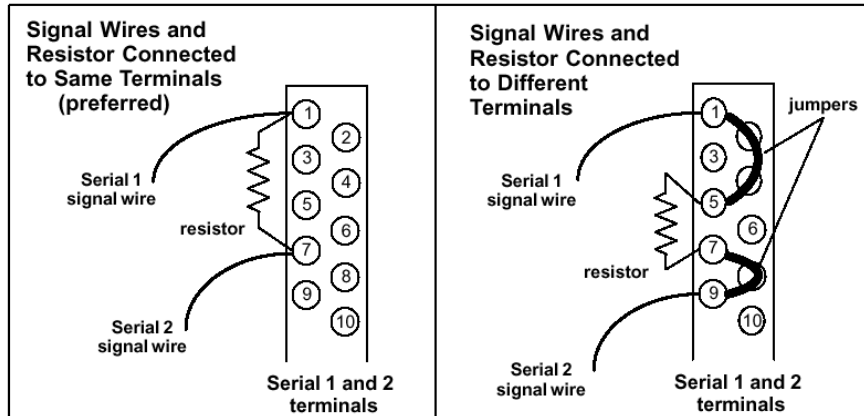 Signal Wires and
Resistor Connected
to Same Terminals
(preferred)
1
2
3
4
5
6
7
8
9
10
Serial 1
signal wire
resistor
Serial 2
signal wire
Serial 1 and 2
terminals
Signal Wires and
Resistor Connected
to Different
Terminals
jumpers
1
3
5
6
7
9
10
Serial 1
signal wire
resistor
Serial 2
signal wire
Serial 1 and 2
terminals